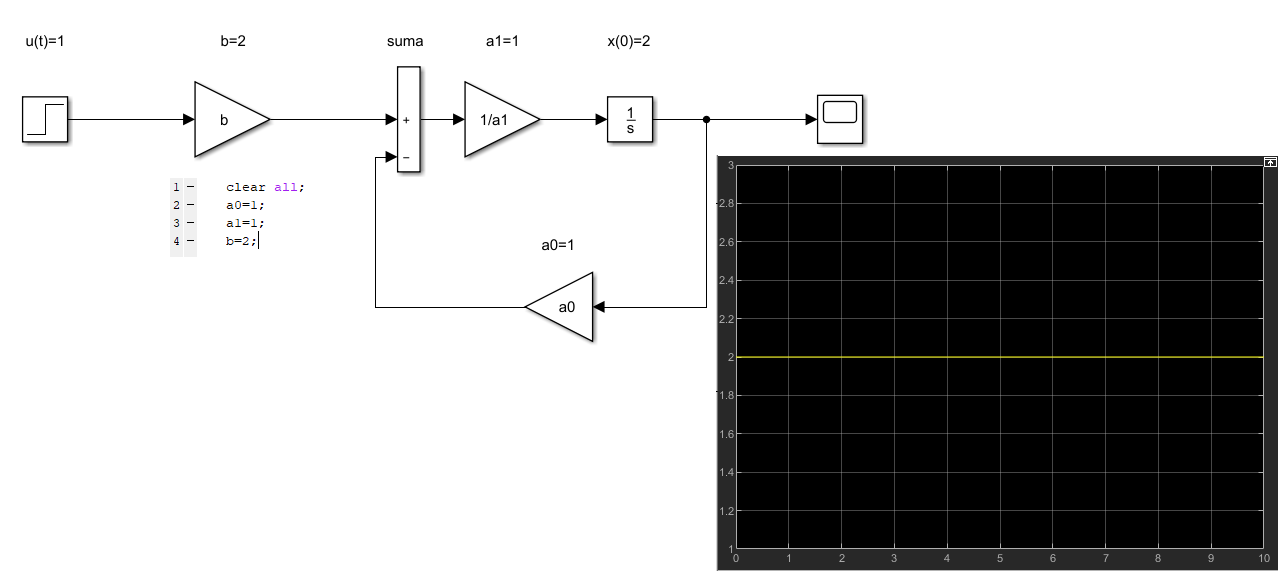 u(t)=1
b=2
suma
a1=1
x(0)=2
b
+
−
1/a1
1
s
1 − clear all;
2 − a0=1;
3 − a1=1;
4 − b=2;
a0=1
a0
3
2.8
2.6
2.4
2.2
2
1.8
1.6
1.4
1.2
1
0 1 2 3 4 5 6 7 8 9 10